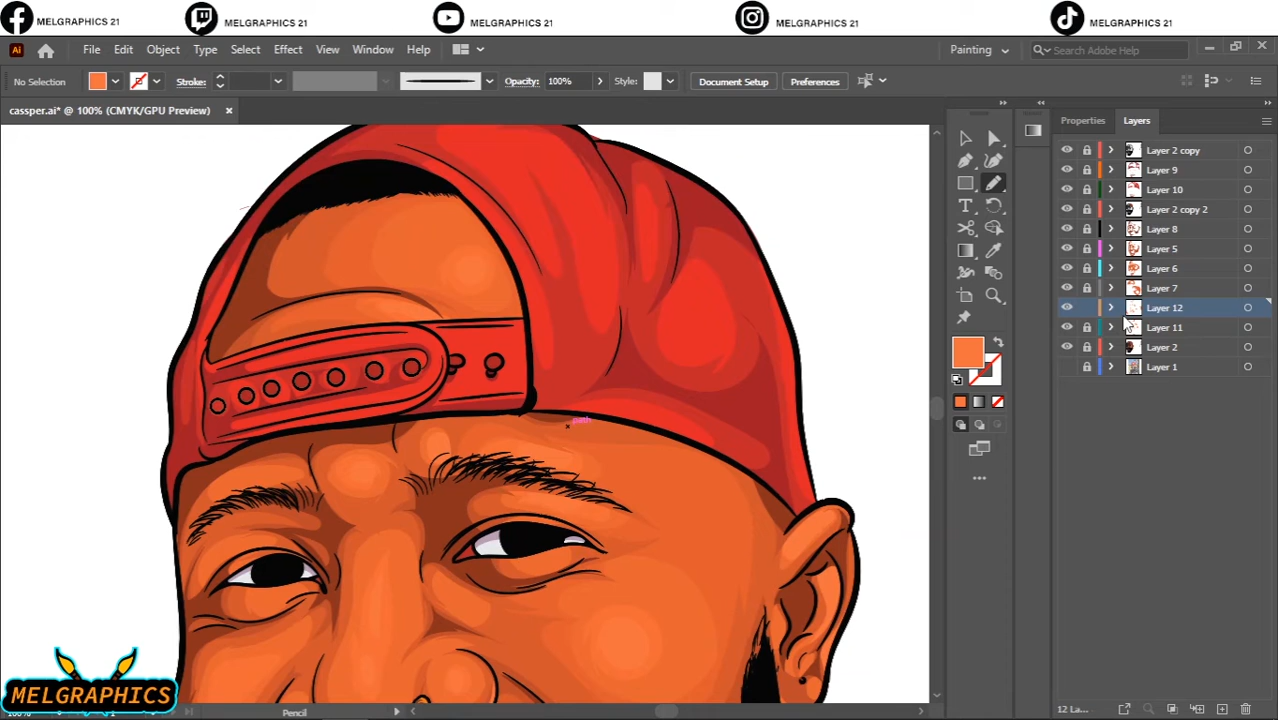 MELGRAPHICS 21 MELGRAPHICS 21 MELGRAPHICS 21 MELGRAPHICS 21 MELGRAPHICS 21
Ai File Edit Object Type Select Effect View Window Help Painting Search Adobe Help
No Selection Stroke: Opacity: 100% Style: Document Setup Preferences
cassper.ai* @ 100% (CMYK/GPU Preview)
Properties Layers
Layer 2 copy
Layer 9
Layer 10
Layer 2 copy 2
Layer 8
Layer 5
Layer 6
Layer 7
Layer 12
Layer 11
Layer 2
Layer 1
path
MELGRAPHICS
Pencil
12 La...